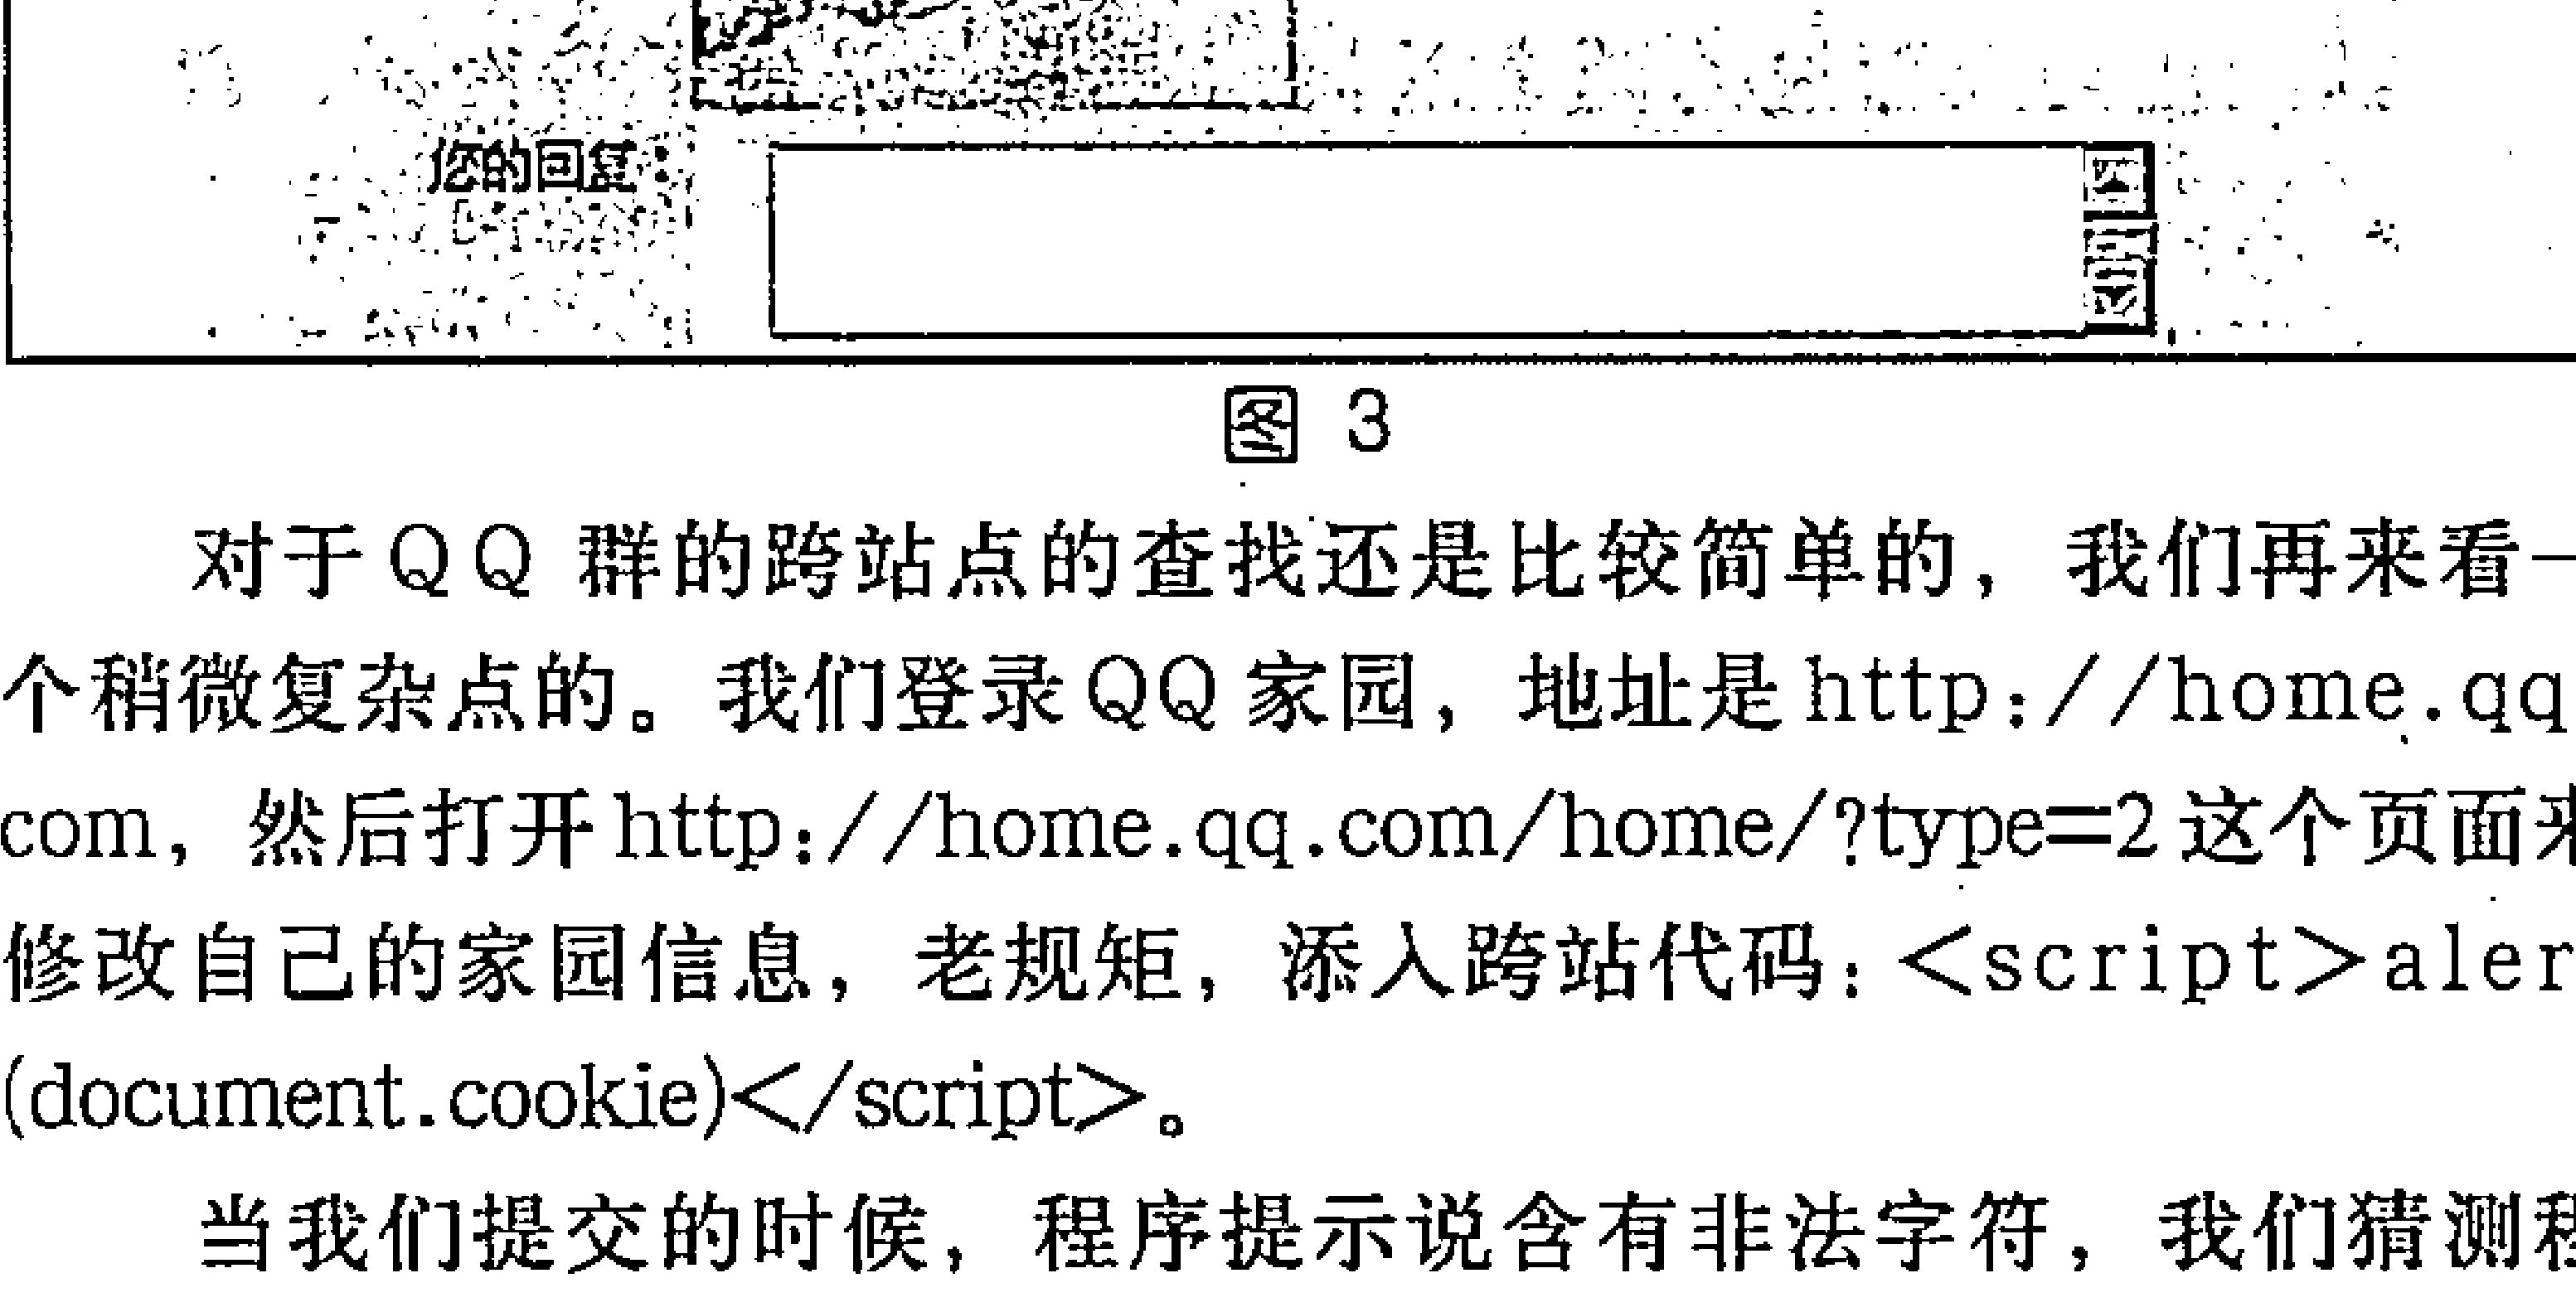 您的回复：
图 3
对于QQ 群的跨站点的查找还是比较简单的，我们再来看一
个稍微复杂点的。我们登录QQ家园，地址是http://home.qq
com，然后打开http://home.qq.com/home/?type=2这个页面来
修改自己的家园信息，老规矩，添入跨站代码：<script>aler
(document.cookie)</script>。
当我们提交的时候，程序提示说含有非法字符，我们猜测程